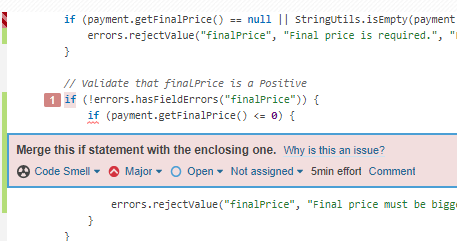 if (payment.getFinalPrice() == null || StringUtils.isEmpty(payment
errors.rejectValue("finalPrice", "Final price is required.", "
}
// Validate that finalPrice is a Positive
1 if (!errors.hasFieldErrors("finalPrice")) {
if (payment.getFinalPrice() <= 0) {
Merge this if statement with the enclosing one. Why is this an issue?
Code Smell Major Open Not assigned 5min effort Comment
errors.rejectValue("finalPrice", "Final price must be bigg
}
}